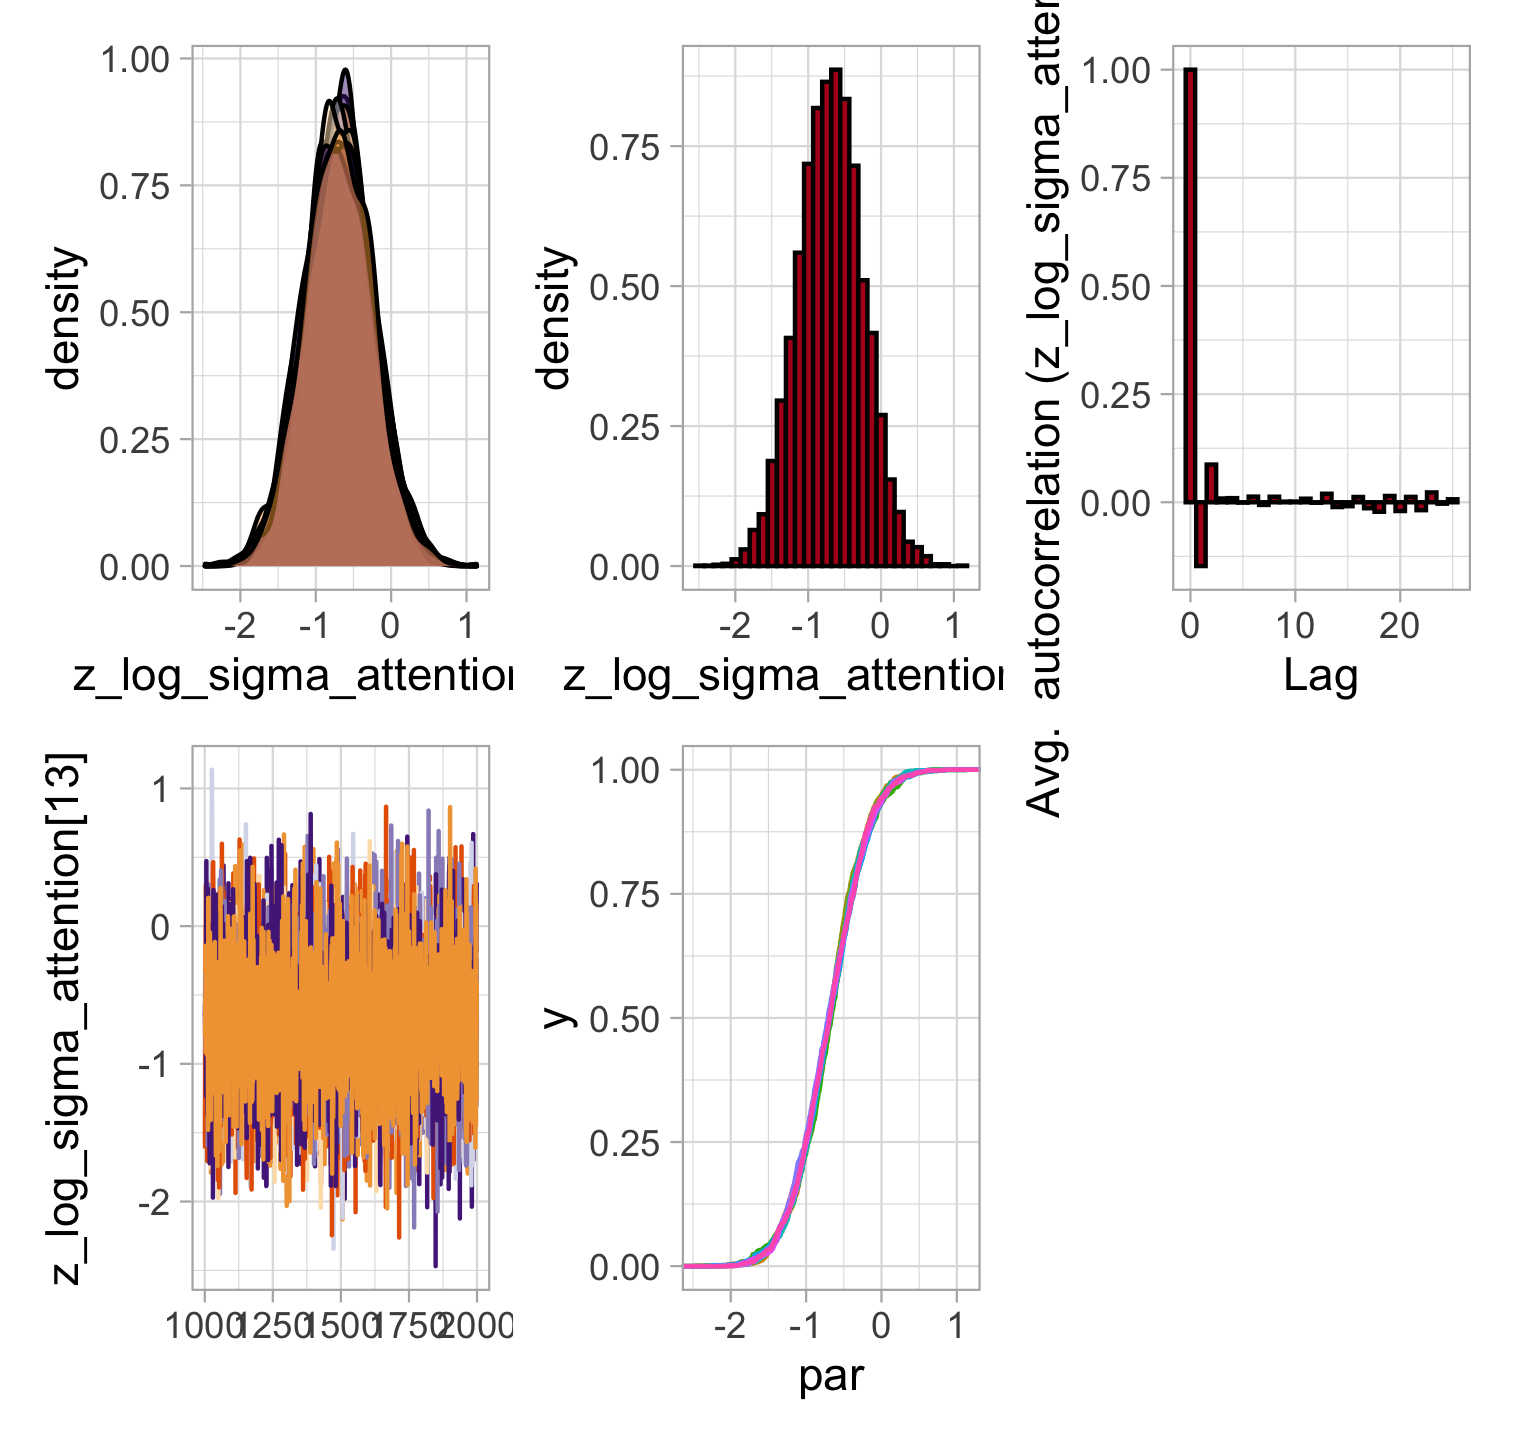 1.00
0.75
0.50
0.25
0.00
density
-2 -1 0 1
z_log_sigma_attention
0.75
0.50
0.25
0.00
density
-2 -1 0 1
z_log_sigma_attention
Avg. autocorrelation (z_log_sigma_atten
1.00
0.75
0.50
0.25
0.00
0 10 20
Lag
z_log_sigma_attention[13]
1
0
-1
-2
1000 1250 1500 1750 2000
y
1.00
0.75
0.50
0.25
0.00
-2 -1 0 1
par